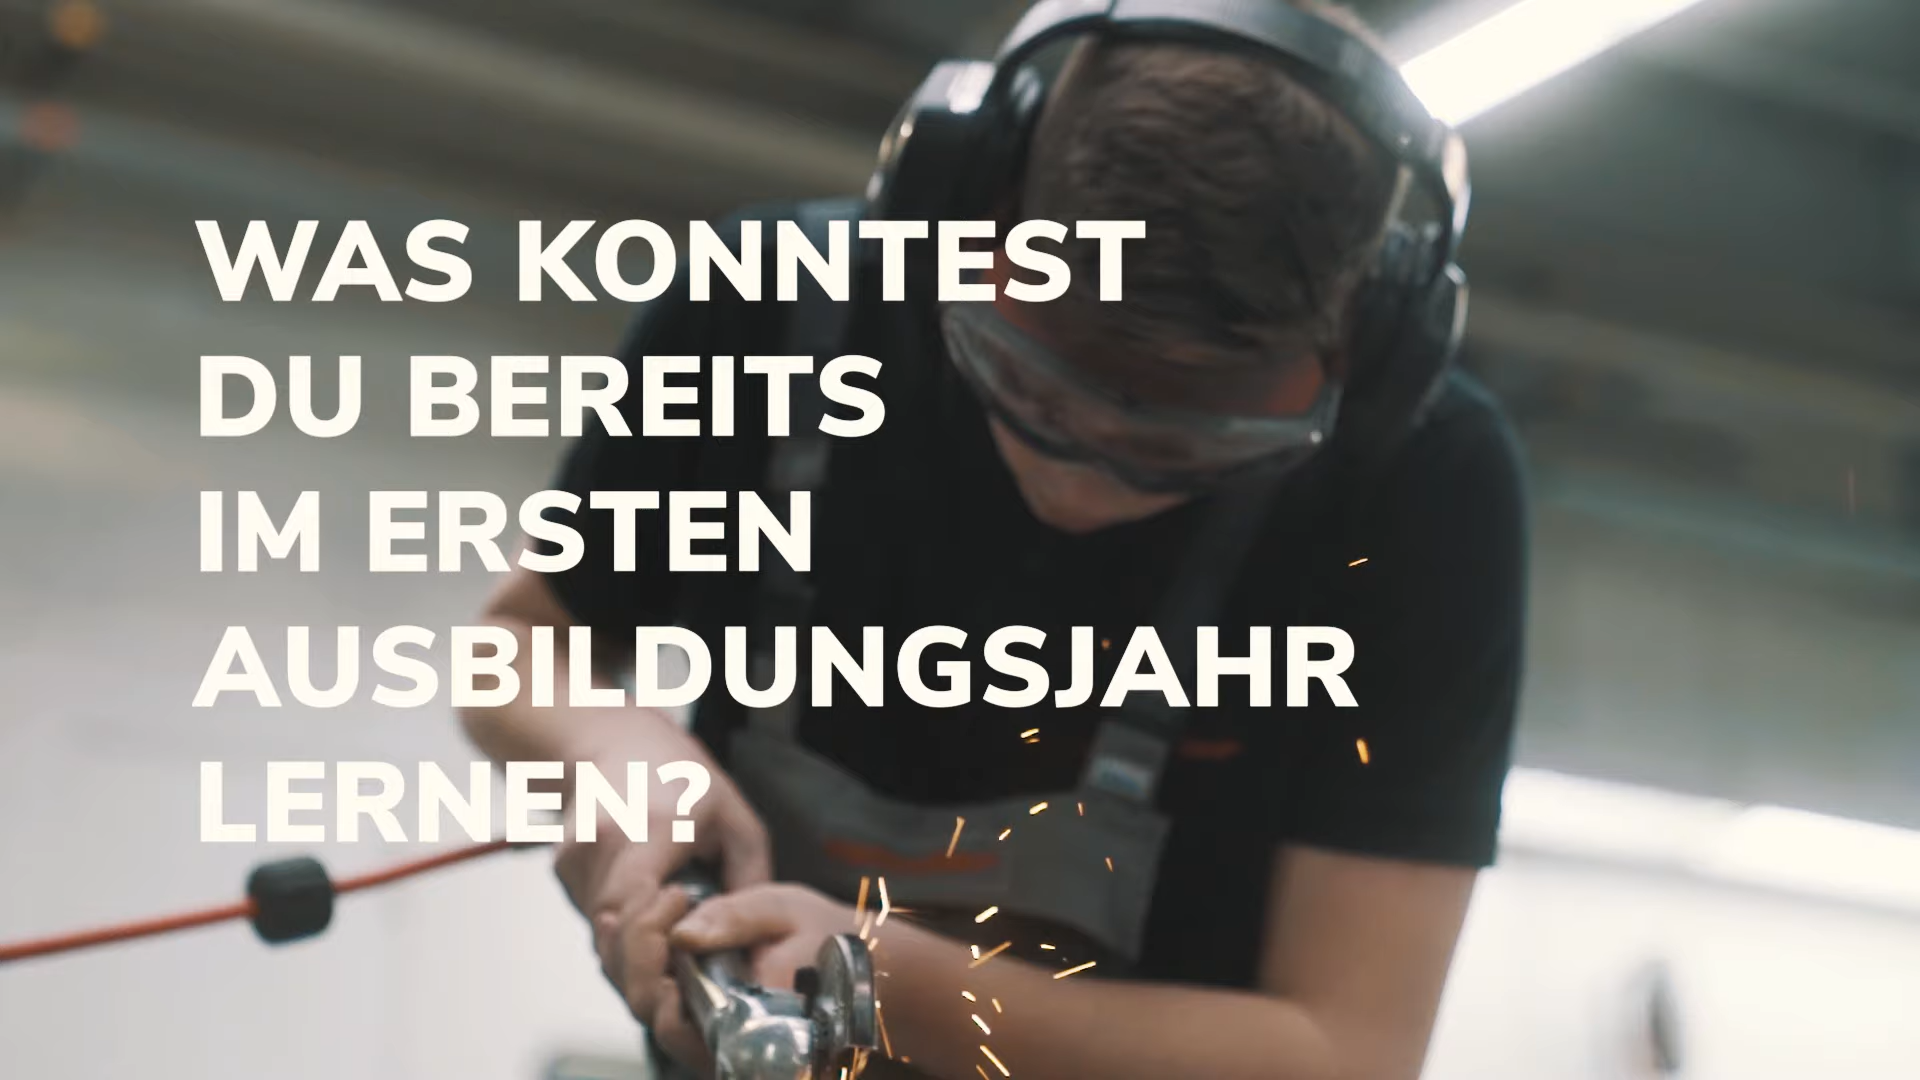 WAS KONNTEST
DU BEREITS
IM ERSTEN
AUSBILDUNGSJAHR
LERNEN?